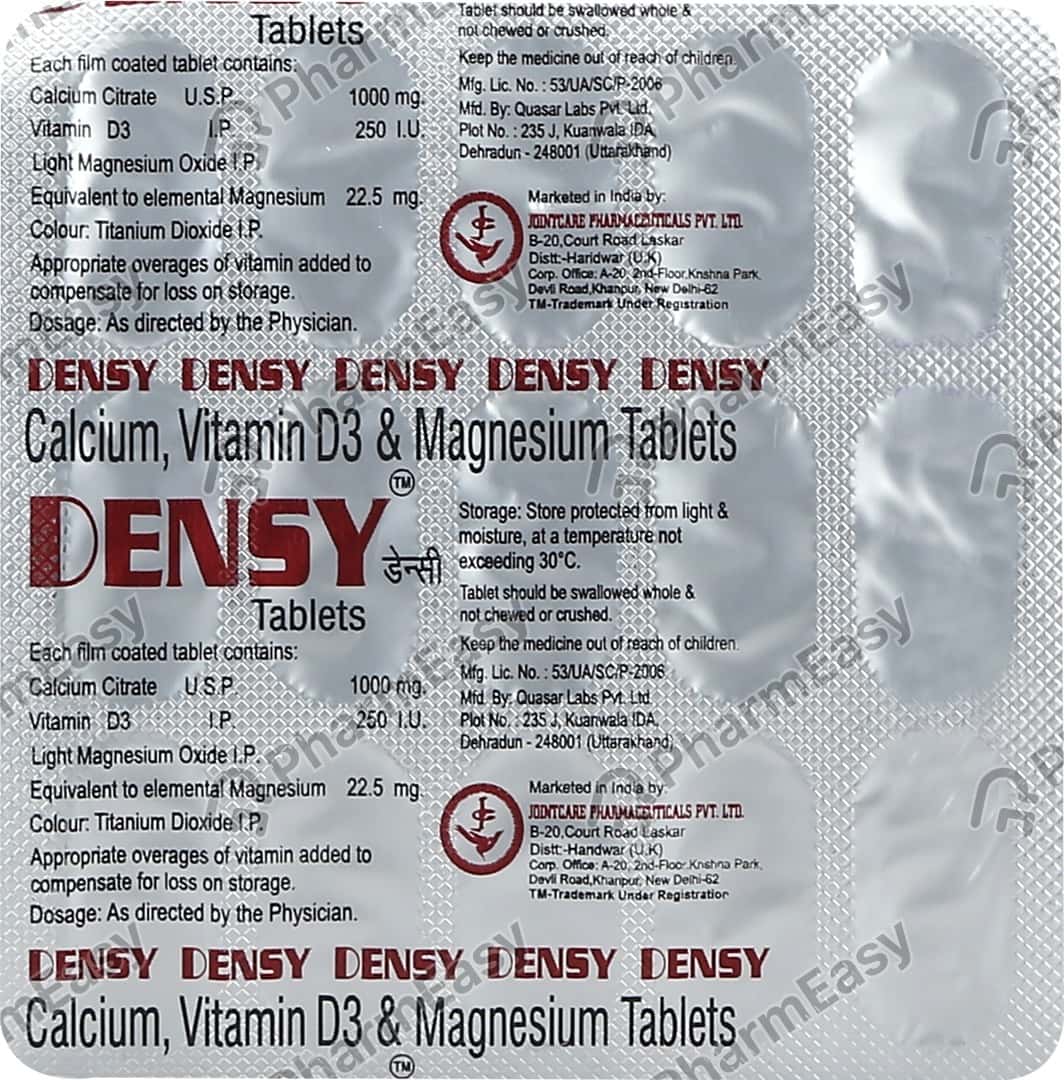 Tablets
Each film coated tablet contains:
Calcium Citrate U.S.P. 1000 mg.
Vitamin D3 I.P. 250 I.U.
Light Magnesium Oxide I.P.
Equivalent to elemental Magnesium 22.5 mg.
Colour: Titanium Dioxide I.P.
Appropriate overages of vitamin added to
compensate for loss on storage.
Dosage: As directed by the Physician.
Tablet should be swallowed whole &
not chewed or crushed.
Keep the medicine out of reach of children.
Mfg. Lic. No. : 53/UA/SC/P-2006
Mfd. By: Quasar Labs Pvt. Ltd.
Plot No. : 235 J, Kuanwala IDA,
Dehradun - 248001 (Uttarakhand)
Marketed in India by:
JOINTCARE PHARMACEUTICALS PVT. LTD.
B-20,Court Road Laskar
Distt:-Haridwar (U.K)
Corp. Office: A-20, 2nd-Floor,Krishna Park,
Devli Road,Khanpur, New Delhi-62
TM-Trademark Under Registration
DENSY DENSY DENSY DENSY DENSY
Calcium, Vitamin D3 & Magnesium Tablets
DENSY™
डेन्सी
Tablets
Each film coated tablet contains:
Calcium Citrate U.S.P. 1000 mg.
Vitamin D3 I.P. 250 I.U.
Light Magnesium Oxide I.P.
Equivalent to elemental Magnesium 22.5 mg.
Colour: Titanium Dioxide I.P.
Appropriate overages of vitamin added to
compensate for loss on storage.
Dosage: As directed by the Physician.
Storage: Store protected from light &
moisture, at a temperature not
exceeding 30°C.
Tablet should be swallowed whole &
not chewed or crushed.
Keep the medicine out of reach of children.
Mfg. Lic. No. : 53/UA/SC/P-2006
Mfd. By: Quasar Labs Pvt. Ltd.
Plot No. : 235 J, Kuanwala IDA,
Dehradun - 248001 (Uttarakhand)
Marketed in India by:
JOINTCARE PHARMACEUTICALS PVT. LTD.
B-20,Court Road Laskar
Distt:-Haridwar (U.K)
Corp. Office: A-20, 2nd-Floor,Krishna Park,
Devli Road,Khanpur, New Delhi-62
TM-Trademark Under Registration
DENSY DENSY DENSY DENSY DENSY
Calcium, Vitamin D3 & Magnesium Tablets
TM
PharmEasy